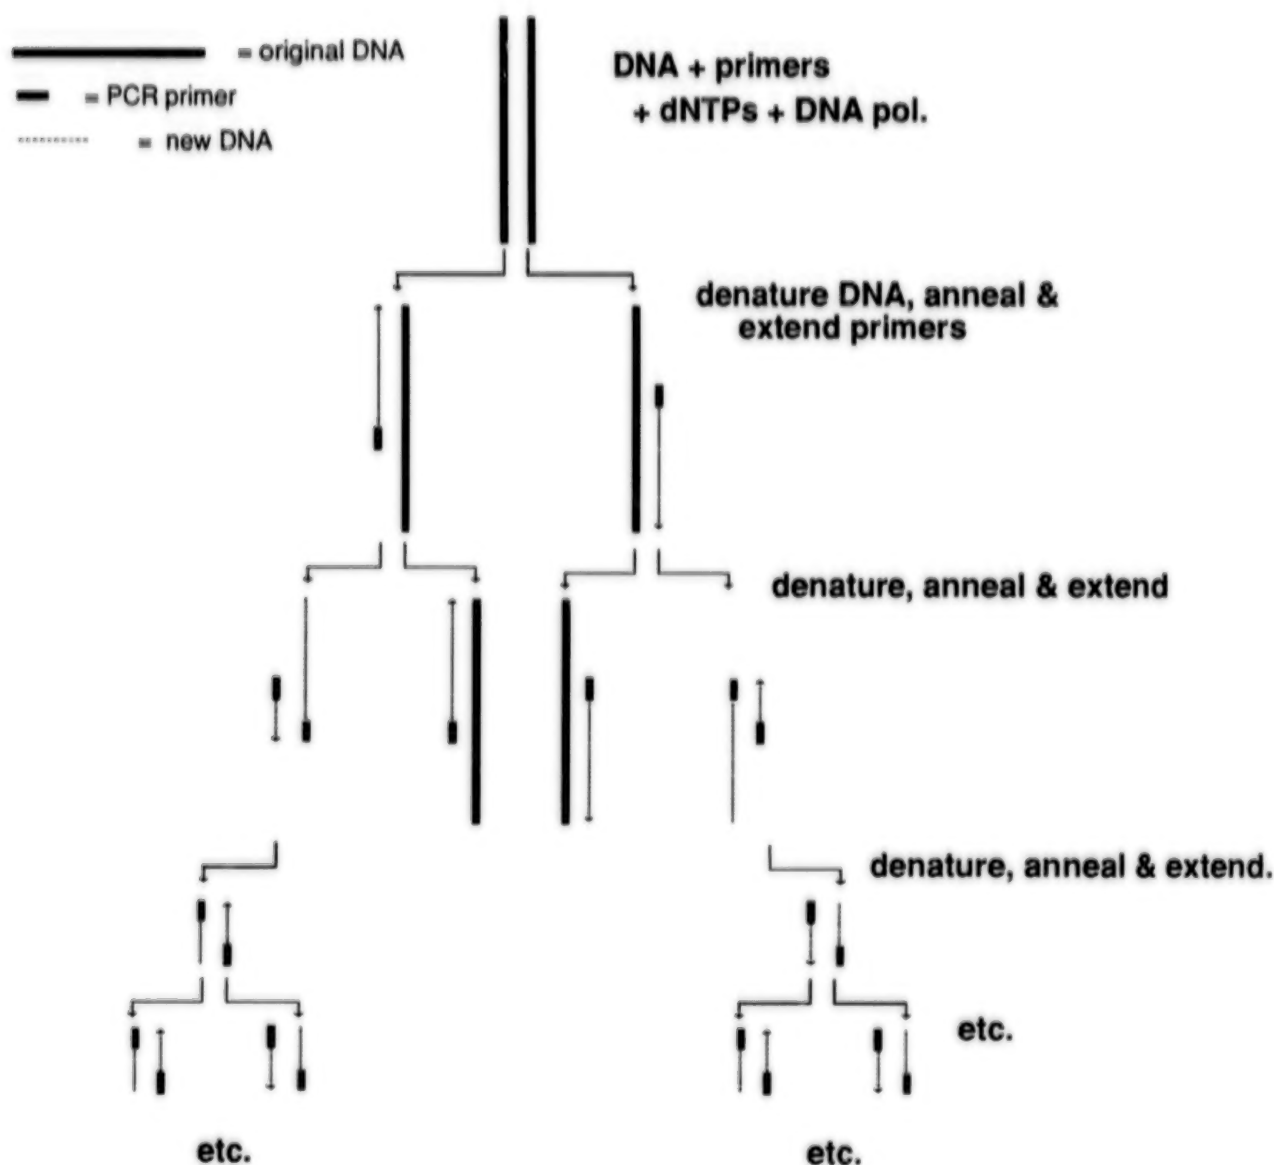 = original DNA
= PCR primer
= new DNA
DNA + primers
+ dNTPs + DNA pol.
denature DNA, anneal &
extend primers
denature, anneal & extend
denature, anneal & extend.
etc.
etc.
etc.